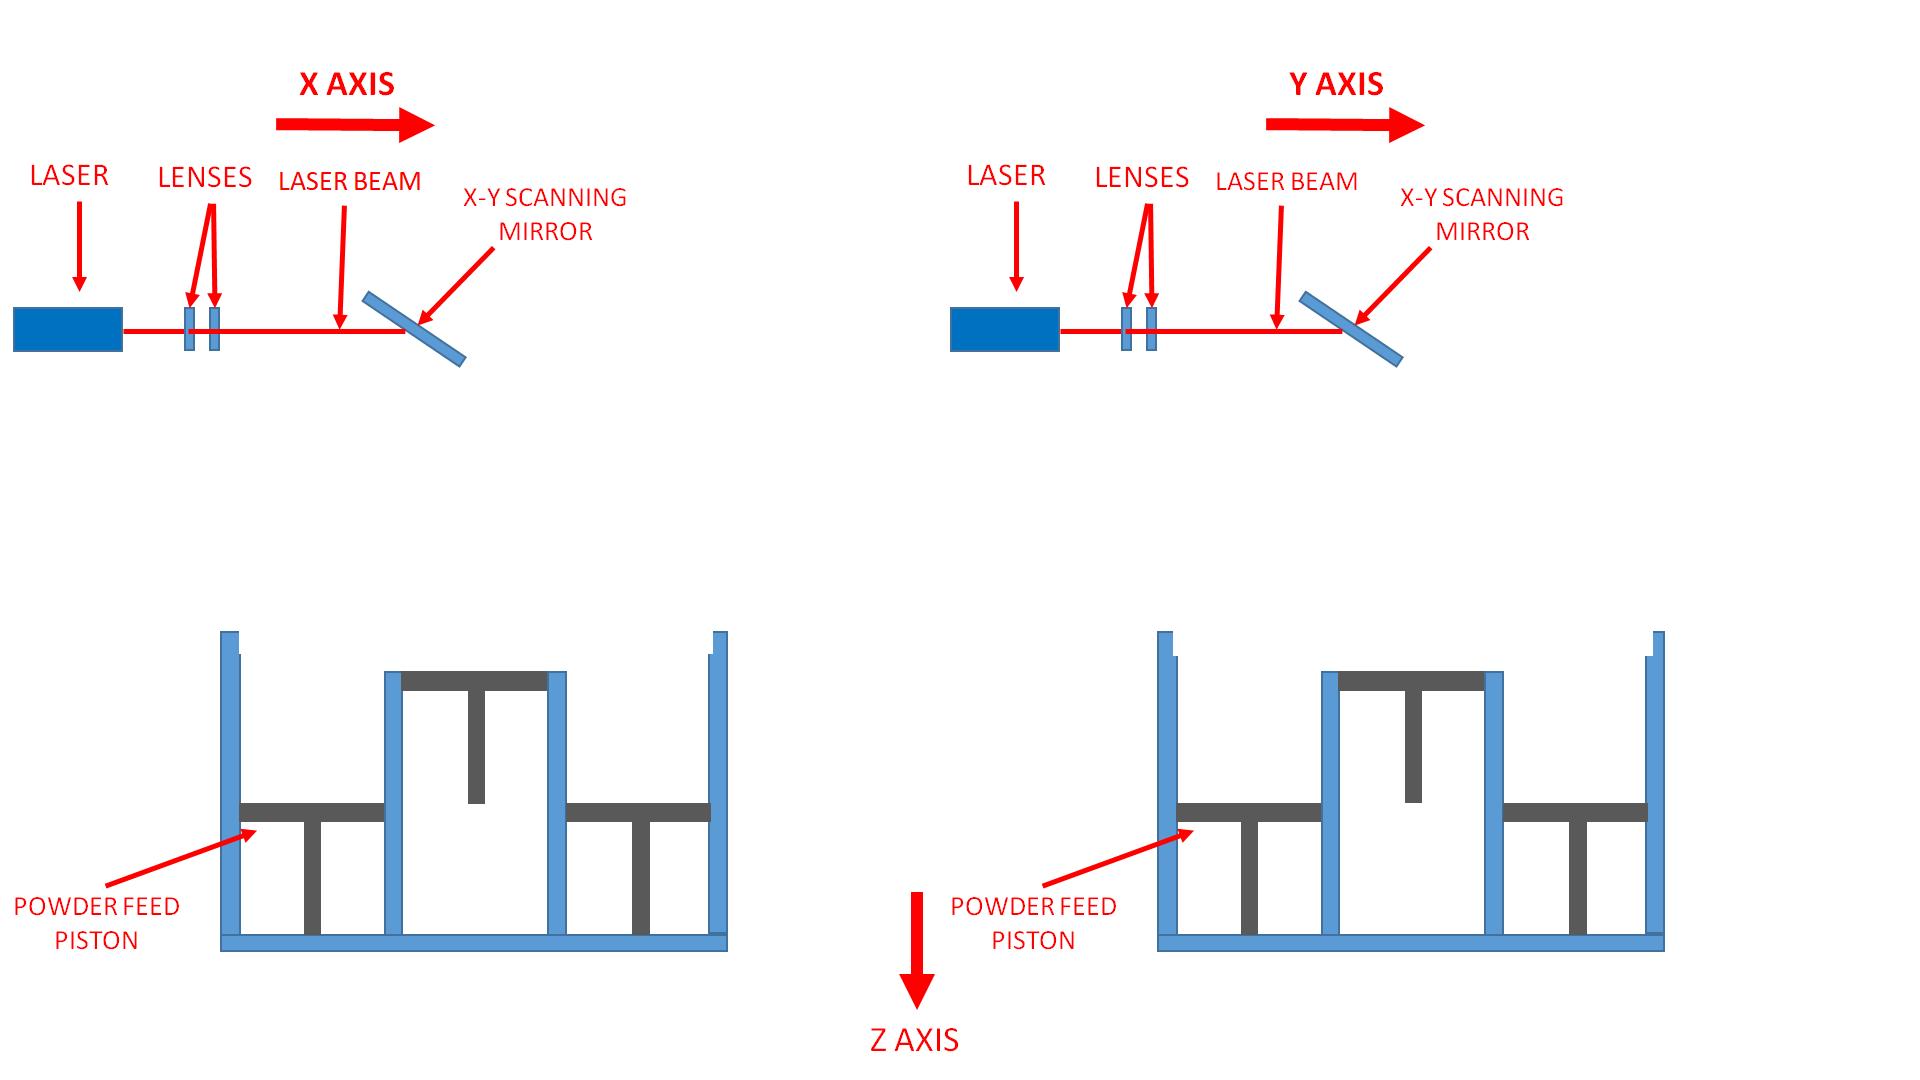 X AXIS
Y AXIS
LASER
LENSES
LASER BEAM
X-Y SCANNING
MIRROR
LASER
LENSES
LASER BEAM
X-Y SCANNING
MIRROR
POWDER FEED
PISTON
POWDER FEED
PISTON
Z AXIS